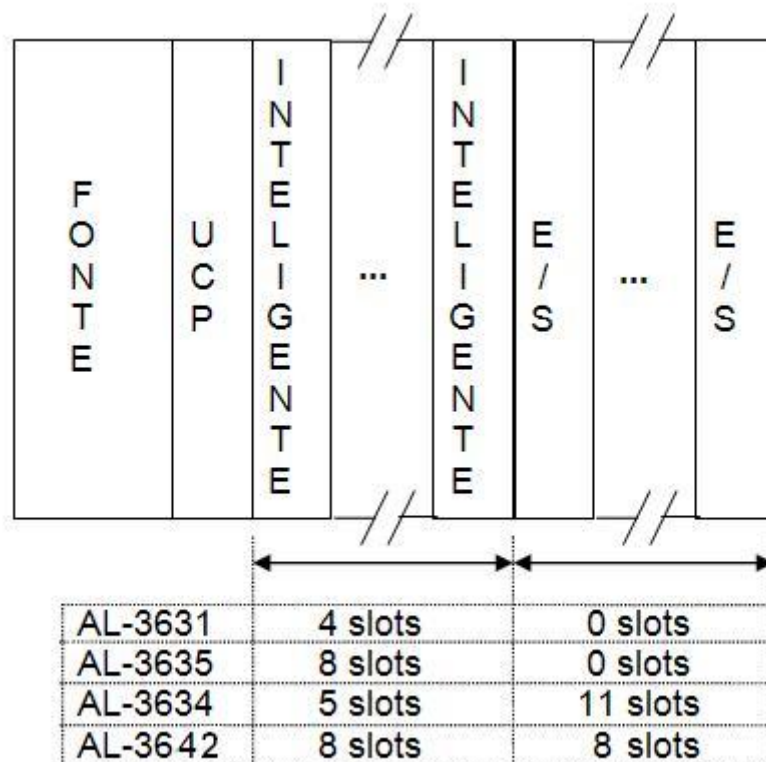 FONTE
UCP
INTELIGENTE
...
INTELIGENTE
E/S
...
E/S
AL-3631 4 slots 0 slots
AL-3635 8 slots 0 slots
AL-3634 5 slots 11 slots
AL-3642 8 slots 8 slots